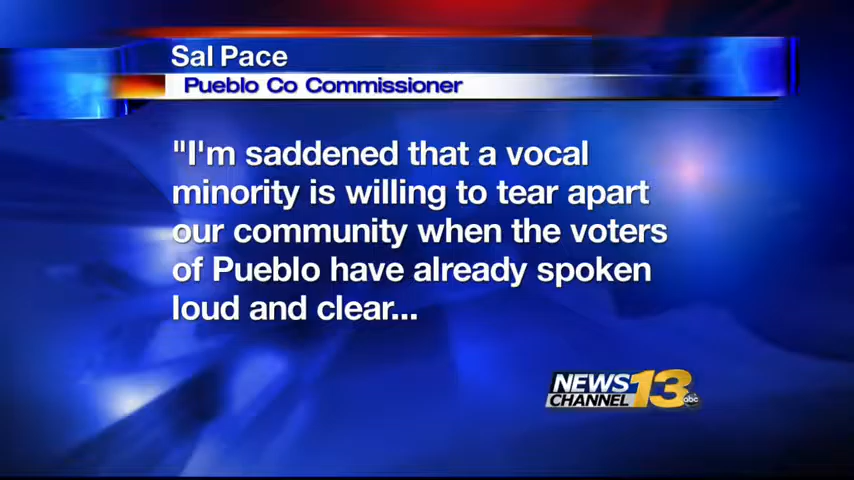 Sal Pace
Pueblo Co Commissioner
"I'm saddened that a vocal
minority is willing to tear apart
our community when the voters
of Pueblo have already spoken
loud and clear...
NEWS 13
CHANNEL abc